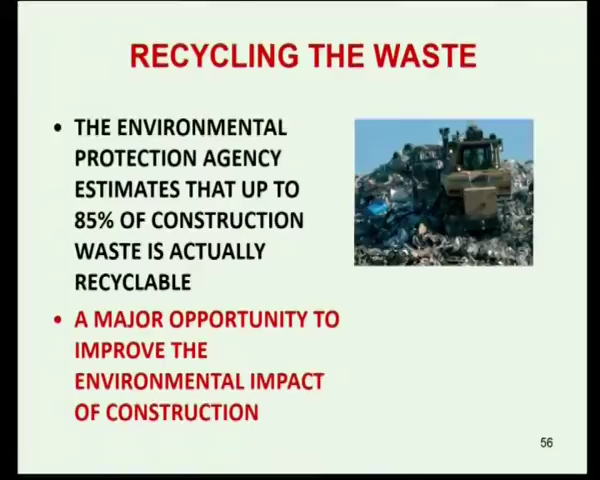 RECYCLING THE WASTE
• THE ENVIRONMENTAL
PROTECTION AGENCY
ESTIMATES THAT UP TO
85% OF CONSTRUCTION
WASTE IS ACTUALLY
RECYCLABLE
• A MAJOR OPPORTUNITY TO
IMPROVE THE
ENVIRONMENTAL IMPACT
OF CONSTRUCTION
56